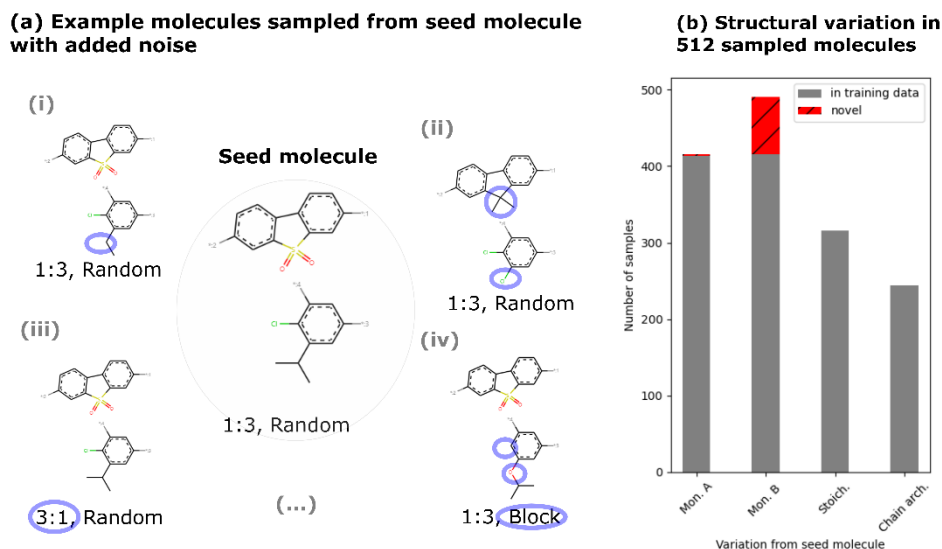 (a) Example molecules sampled from seed molecule
with added noise
(i)
1:3, Random
Seed molecule
1:3, Random
(ii)
1:3, Random
(iii)
3:1, Random
(...)
(iv)
1:3, Block
(b) Structural variation in
512 sampled molecules
in training data
novel
Number of samples
500
400
300
200
100
0
Mon. A
Mon. B
Stoich.
Chain arch.
Variation from seed molecule